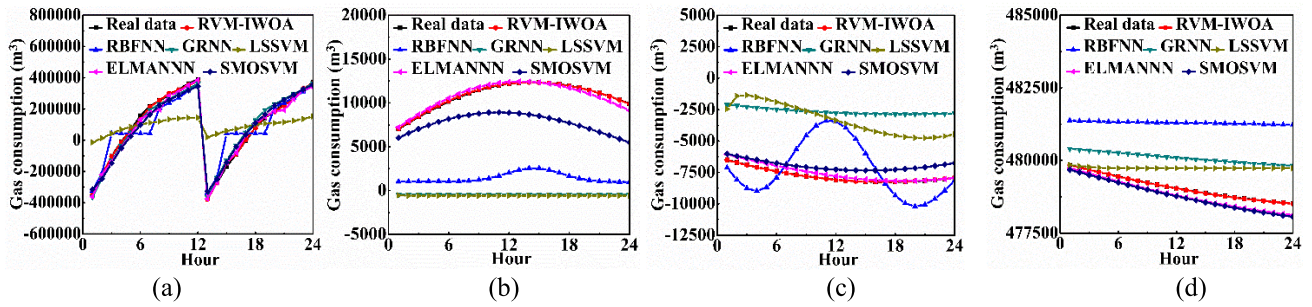 Real data RVM-IWOA
RBFNN GRNN LSSVM
ELMANNN SMOSVM
Gas consumption (m³)
800000
600000
400000
200000
0
-200000
-400000
-600000
0 6 12 18 24
Hour
(a)
Real data RVM-IWOA
RBFNN GRNN LSSVM
ELMANNN SMOSVM
Gas consumption (m³)
20000
15000
10000
5000
0
-5000
0 6 12 18 24
Hour
(b)
Real data RVM-IWOA
RBFNN GRNN LSSVM
ELMANNN SMOSVM
Gas consumption (m³)
5000
2500
0
-2500
-5000
-7500
-10000
-12500
0 6 12 18 24
Hour
(c)
Real data RVM-IWOA
RBFNN GRNN LSSVM
ELMANNN SMOSVM
Gas consumption (m³)
485000
482500
480000
477500
0 6 12 18 24
Hour
(d)